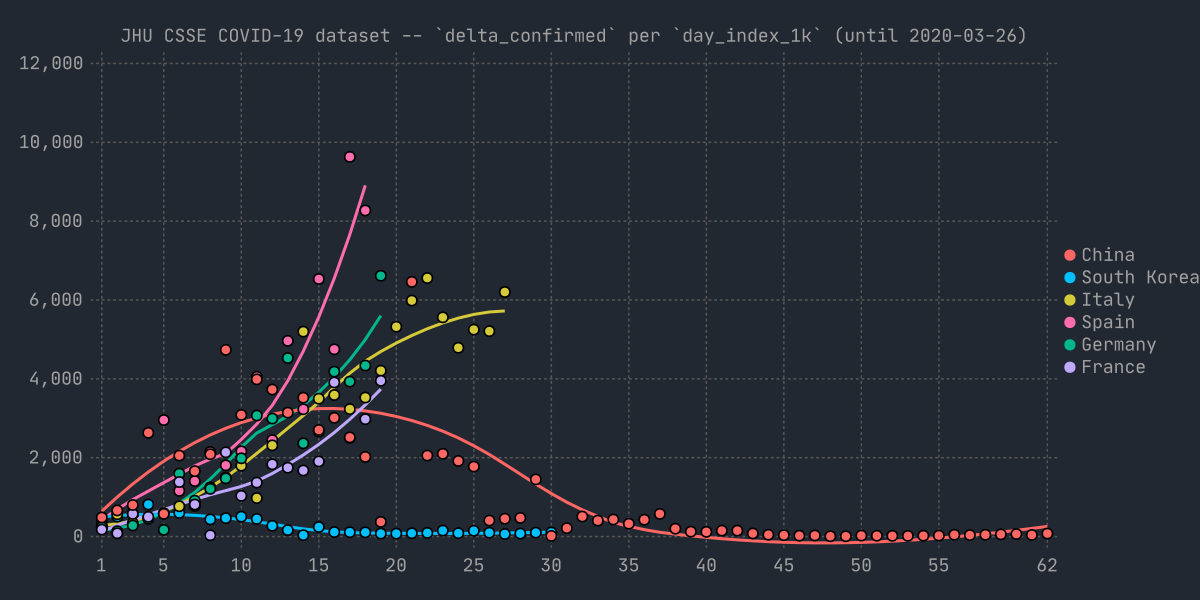 JHU CSSE COVID-19 dataset -- `delta_confirmed` per `day_index_1k` (until 2020-03-26)
12,000
10,000
8,000
6,000
4,000
2,000
0
1 5 10 15 20 25 30 35 40 45 50 55 62
China
South Korea
Italy
Spain
Germany
France